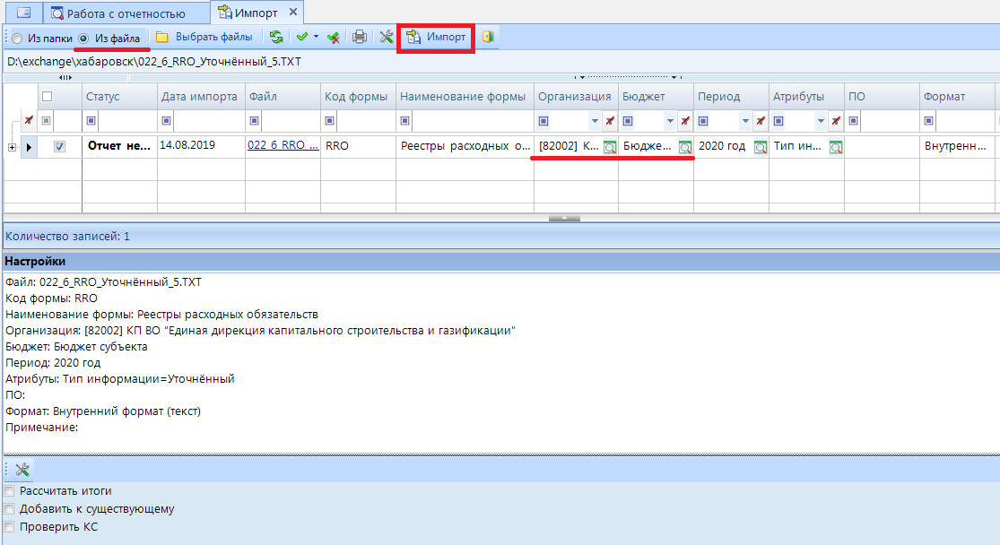 Работа с отчетностью
Импорт
Из папки Из файла Выбрать файлы Импорт
D:\exchange\хабаровск\022_6_RRO_Уточнённый_5.TXT
Статус Дата импорта Файл Код формы Наименование формы Организация Бюджет Период Атрибуты ПО Формат
Отчет не... 14.08.2019 022_6_RRO_... RRO Реестры расходных о... [82002] К... Бюдже... 2020 год Тип ин... Внутренн...
Количество записей: 1
Настройки
Файл: 022_6_RRO_Уточнённый_5.TXT
Код формы: RRO
Наименование формы: Реестры расходных обязательств
Организация: [82002] КП ВО "Единая дирекция капитального строительства и газификации"
Бюджет: Бюджет субъекта
Период: 2020 год
Атрибуты: Тип информации=Уточнённый
ПО:
Формат: Внутренний формат (текст)
Примечание:
Рассчитать итоги
Добавить к существующему
Проверить КС